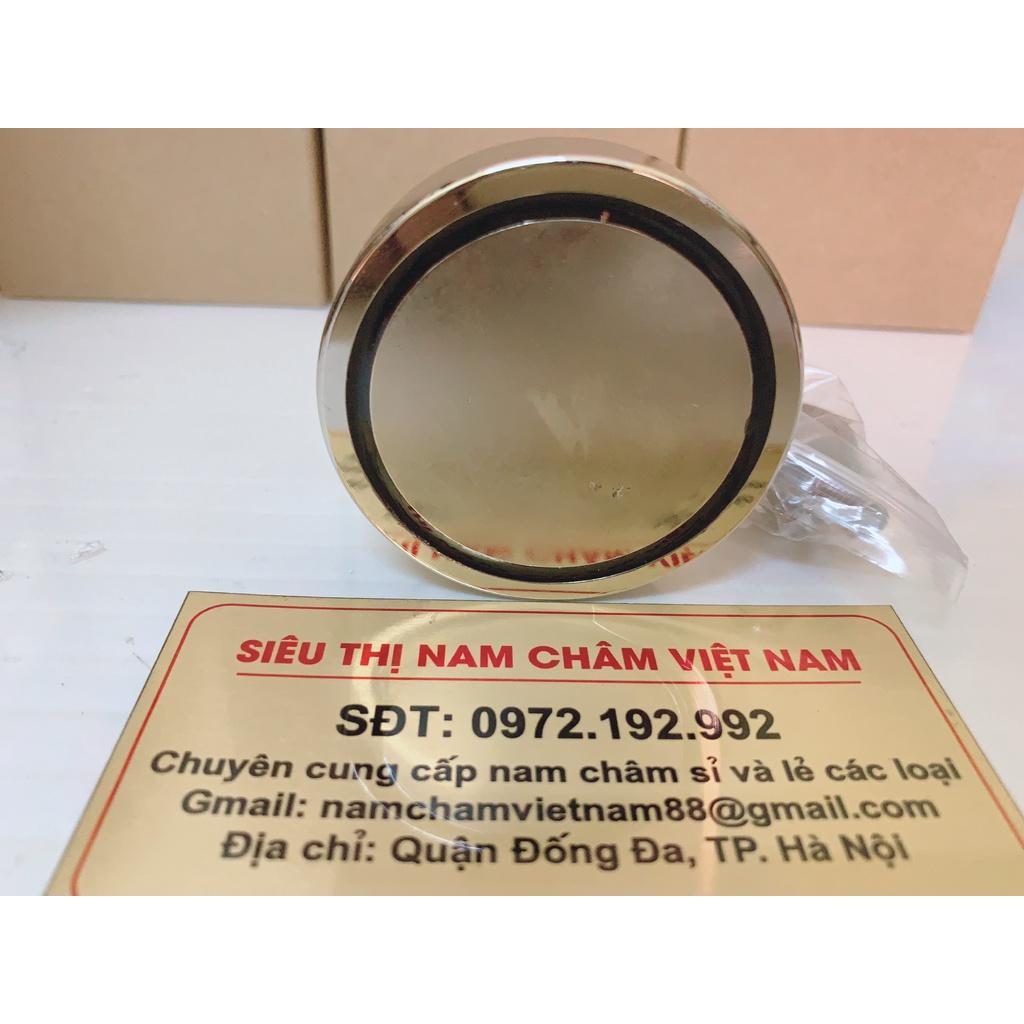 SIÊU THỊ NAM CHÂM VIỆT NAM
SĐT: 0972.192.992
Chuyên cung cấp nam châm sỉ và lẻ các loại
Gmail: namchamvietnam88@gmail.com
Địa chỉ: Quận Đống Đa, TP. Hà Nội